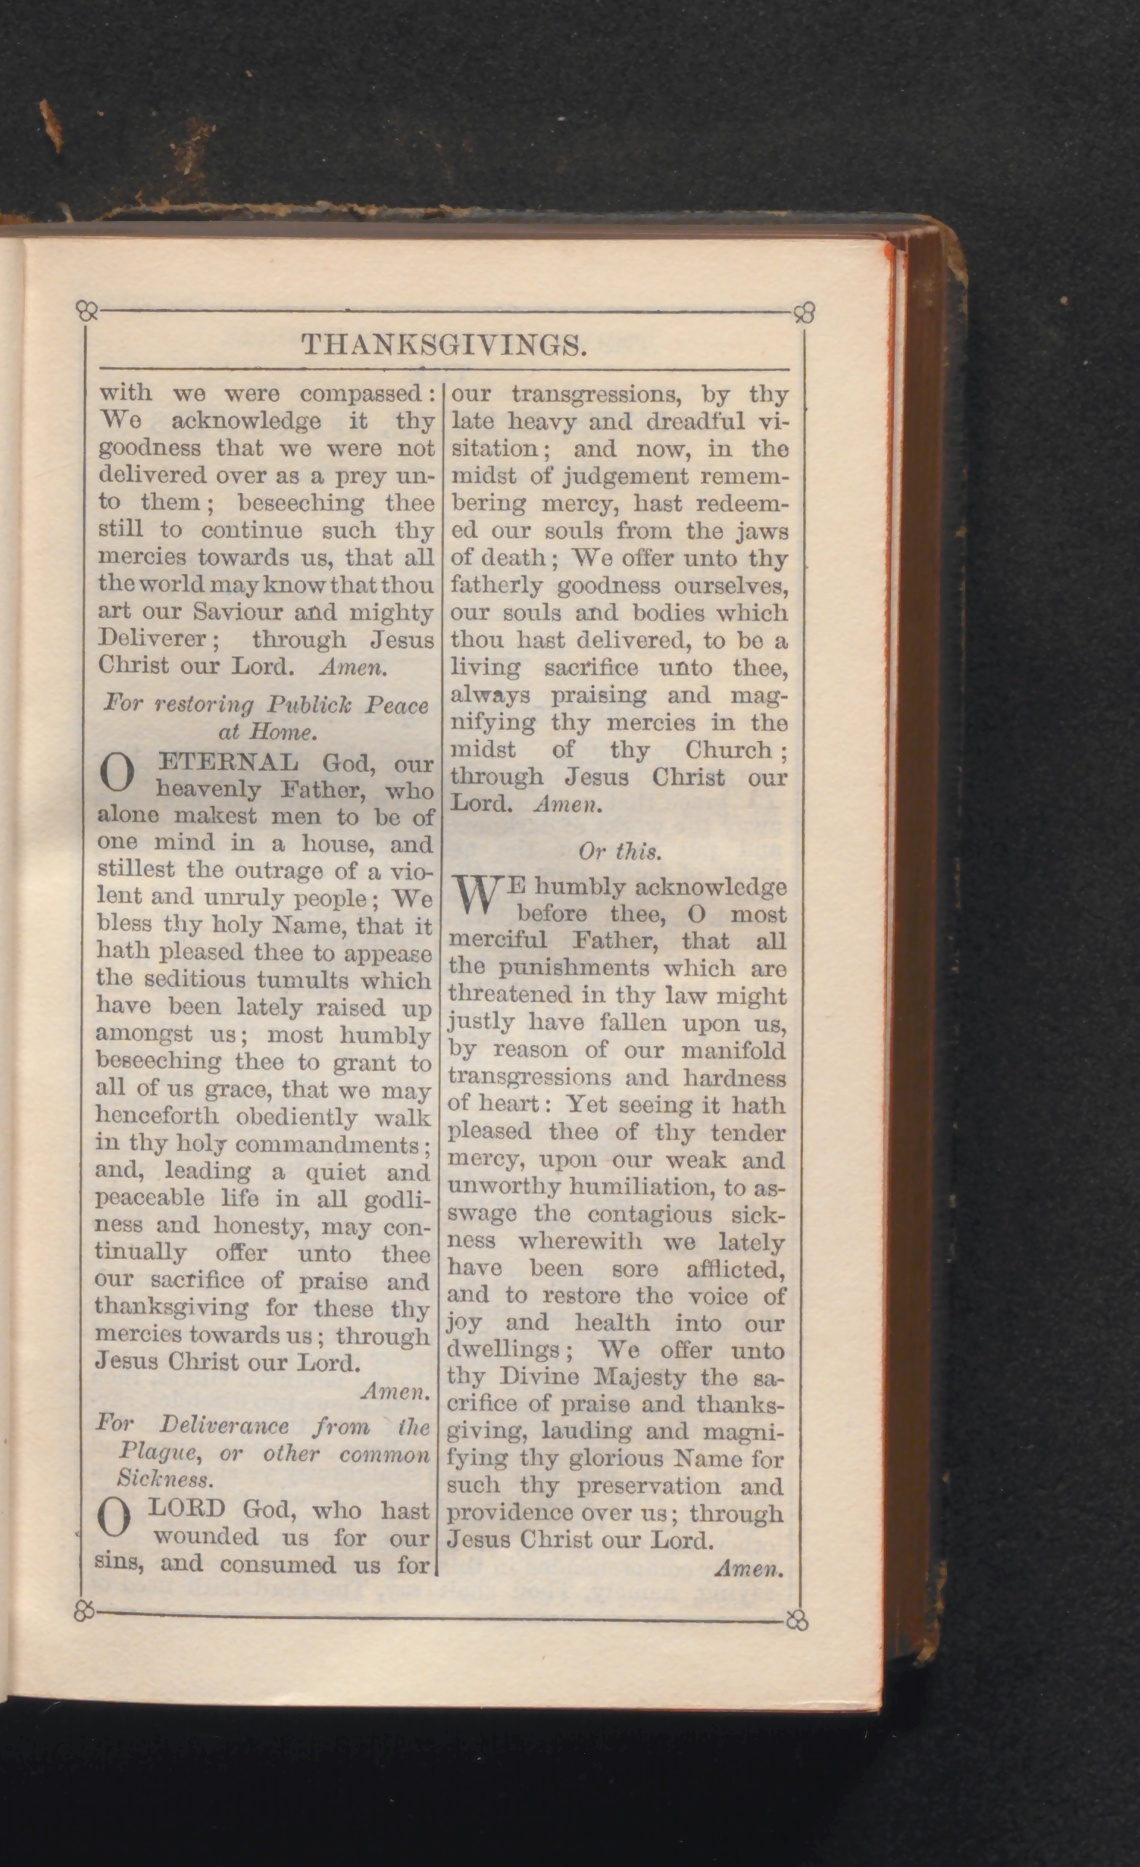 THANKSGIVINGS.
with we were compassed:
We acknowledge it thy
goodness that we were not
delivered over as a prey un-
to them; beseeching thee
still to continue such thy
mercies towards us, that all
the world may know that thou
art our Saviour and mighty
Deliverer; through Jesus
Christ our Lord. Amen.
For restoring Publick Peace
at Home.
O ETERNAL God, our
heavenly Father, who
alone makest men to be of
one mind in a house, and
stillest the outrage of a vio-
lent and unruly people; We
bless thy holy Name, that it
hath pleased thee to appease
the seditious tumults which
have been lately raised up
amongst us; most humbly
beseeching thee to grant to
all of us grace, that we may
henceforth obediently walk
in thy holy commandments;
and, leading a quiet and
peaceable life in all godli-
ness and honesty, may con-
tinually offer unto thee
our sacrifice of praise and
thanksgiving for these thy
mercies towards us; through
Jesus Christ our Lord.
Amen.
For Deliverance from the
Plague, or other common
Sickness.
O LORD God, who hast
wounded us for our
sins, and consumed us for
our transgressions, by thy
late heavy and dreadful vi-
sitation; and now, in the
midst of judgement remem-
bering mercy, hast redeem-
ed our souls from the jaws
of death; We offer unto thy
fatherly goodness ourselves,
our souls and bodies which
thou hast delivered, to be a
living sacrifice unto thee,
always praising and mag-
nifying thy mercies in the
midst of thy Church;
through Jesus Christ our
Lord. Amen.
Or this.
WE humbly acknowledge
before thee, O most
merciful Father, that all
the punishments which are
threatened in thy law might
justly have fallen upon us,
by reason of our manifold
transgressions and hardness
of heart: Yet seeing it hath
pleased thee of thy tender
mercy, upon our weak and
unworthy humiliation, to as-
swage the contagious sick-
ness wherewith we lately
have been sore afflicted,
and to restore the voice of
joy and health into our
dwellings; We offer unto
thy Divine Majesty the sa-
crifice of praise and thanks-
giving, lauding and magni-
fying thy glorious Name for
such thy preservation and
providence over us; through
Jesus Christ our Lord.
Amen.